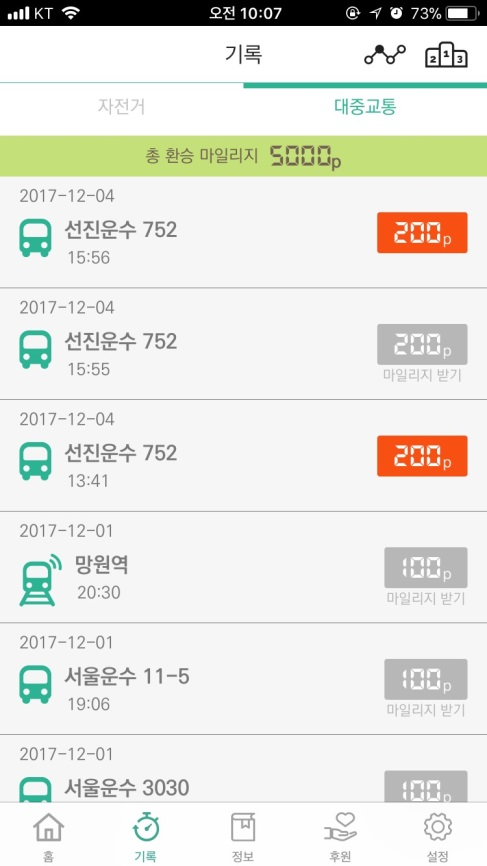 KT 오전 10:07 73%
기록
2 1 3
자전거 대중교통
총 환승 마일리지 5000p
2017-12-04
선진운수 752 200p
15:56
2017-12-04
선진운수 752 200p
15:55 마일리지 받기
2017-12-04
선진운수 752 200p
13:41
2017-12-01
망원역 100p
20:30 마일리지 받기
2017-12-01
서울운수 11-5 100p
19:06 마일리지 받기
2017-12-01
서울운수 3030 100p
홈 기록 정보 후원 설정